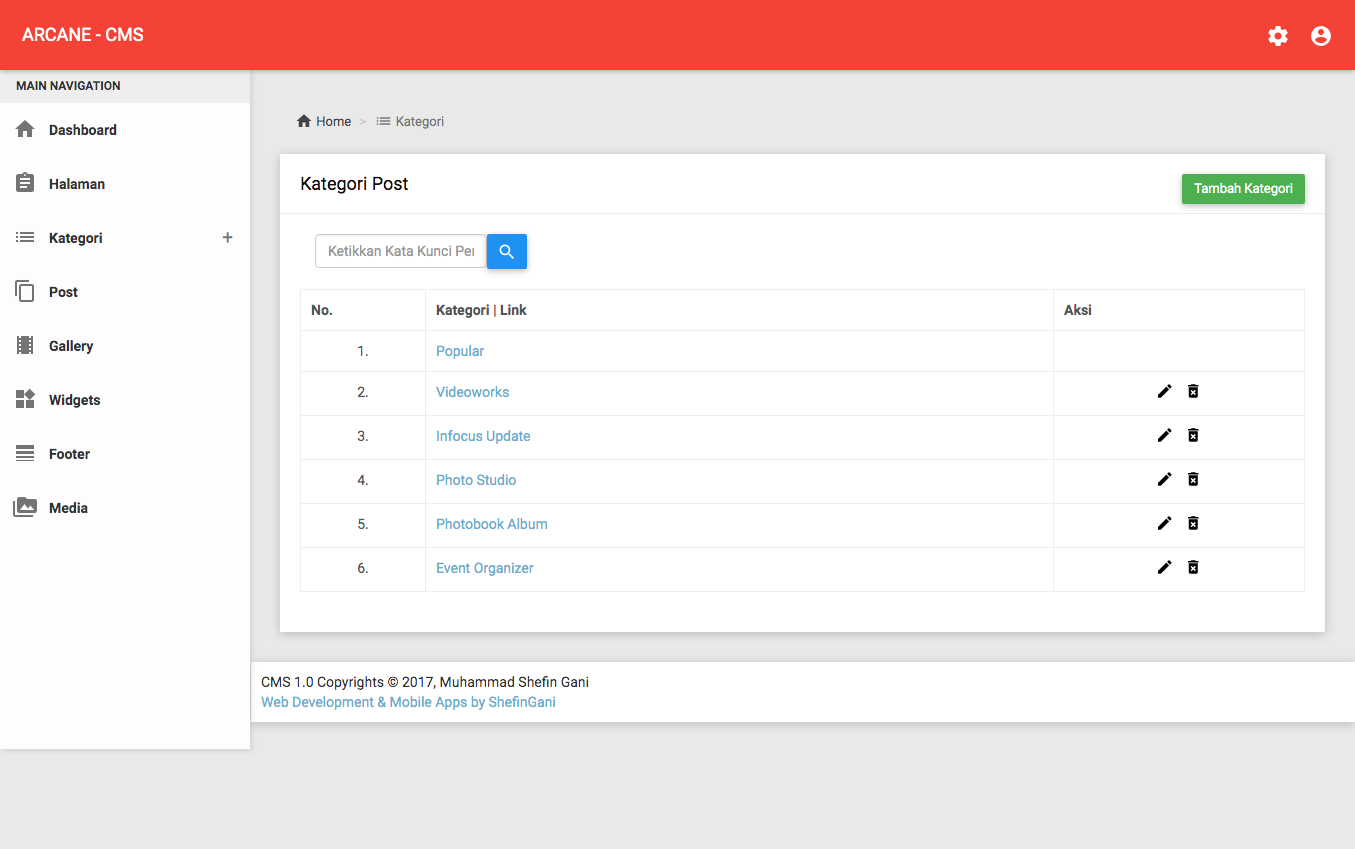 ARCANE - CMS
MAIN NAVIGATION
Dashboard
Halaman
Kategori +
Post
Gallery
Widgets
Footer
Media
Home > Kategori
Kategori Post
Tambah Kategori
Ketikkan Kata Kunci Per
No. Kategori | Link Aksi
1. Popular
2. Videoworks
3. Infocus Update
4. Photo Studio
5. Photobook Album
6. Event Organizer
CMS 1.0 Copyrights © 2017, Muhammad Shefin Gani
Web Development & Mobile Apps by ShefinGani